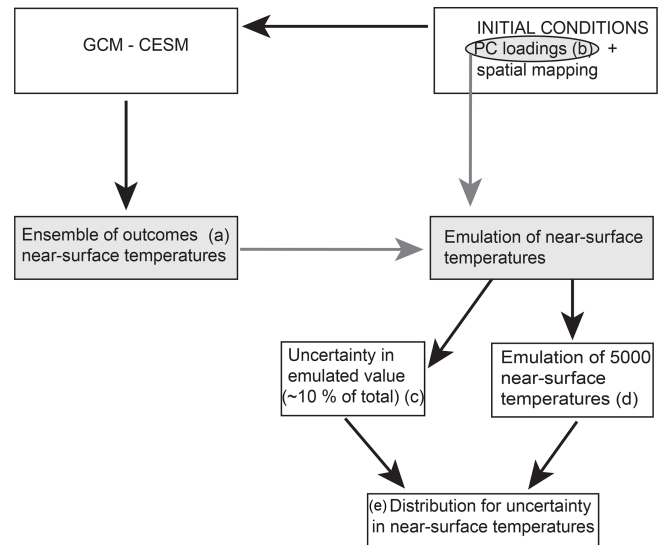 GCM - CESM
INITIAL CONDITIONS
PC loadings (b) +
spatial mapping
Ensemble of outcomes (a)
near-surface temperatures
Emulation of near-surface
temperatures
Uncertainty in
emulated value
(~10 % of total) (c)
Emulation of 5000
near-surface
temperatures (d)
(e) Distribution for uncertainty
in near-surface temperatures